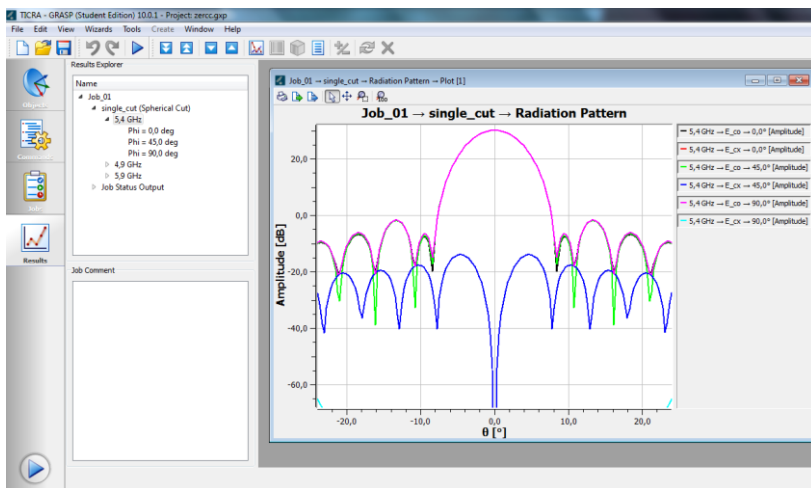 TICRA - GRASP (Student Edition) 10.0.1 - Project: zercc.gxp
File Edit View Wizards Tools Create Window Help
Results Explorer
Name
Job_01
single_cut (Spherical Cut)
5,4 GHz
Phi = 0,0 deg
Phi = 45,0 deg
Phi = 90,0 deg
4,9 GHz
5,9 GHz
Job Status Output
Objects
Job Comment
Results
Job_01 → single_cut → Radiation Pattern → Plot [1]
Job_01 → single_cut → Radiation Pattern
5,4 GHz → E_co → 0,0° [Amplitude]
5,4 GHz → E_cx → 0,0° [Amplitude]
5,4 GHz → E_co → 45,0° [Amplitude]
5,4 GHz → E_cx → 45,0° [Amplitude]
5,4 GHz → E_co → 90,0° [Amplitude]
5,4 GHz → E_cx → 90,0° [Amplitude]
Amplitude [dB]
20,0
0,0
-20,0
-40,0
-60,0
-20,0 -10,0 0,0 10,0 20,0
θ [°]